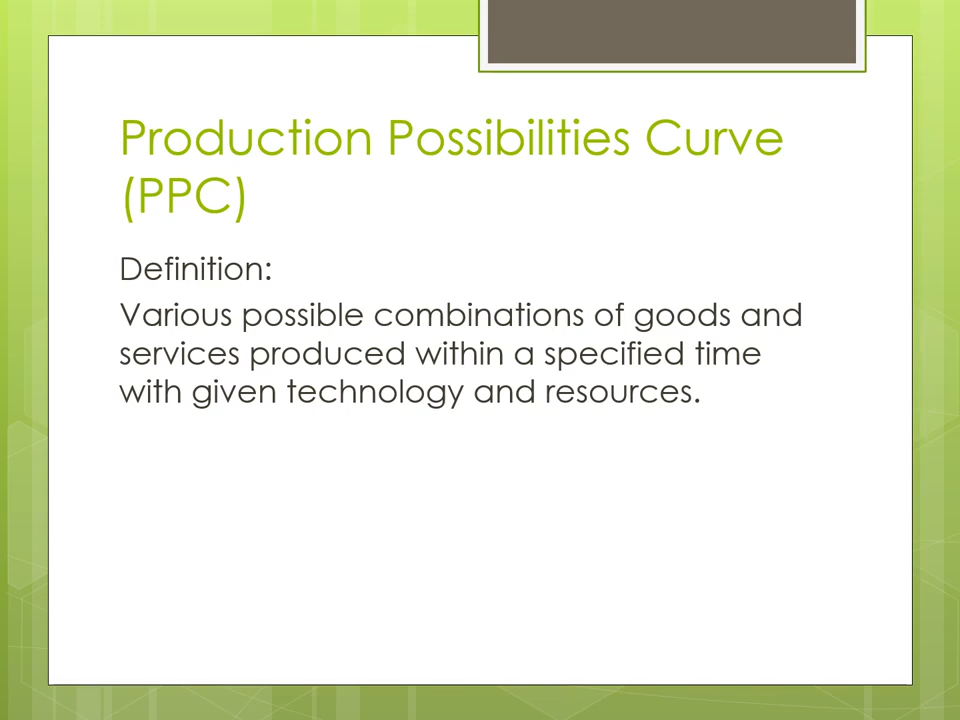 Production Possibilities Curve
(PPC)
Definition:
Various possible combinations of goods and
services produced within a specified time
with given technology and resources.